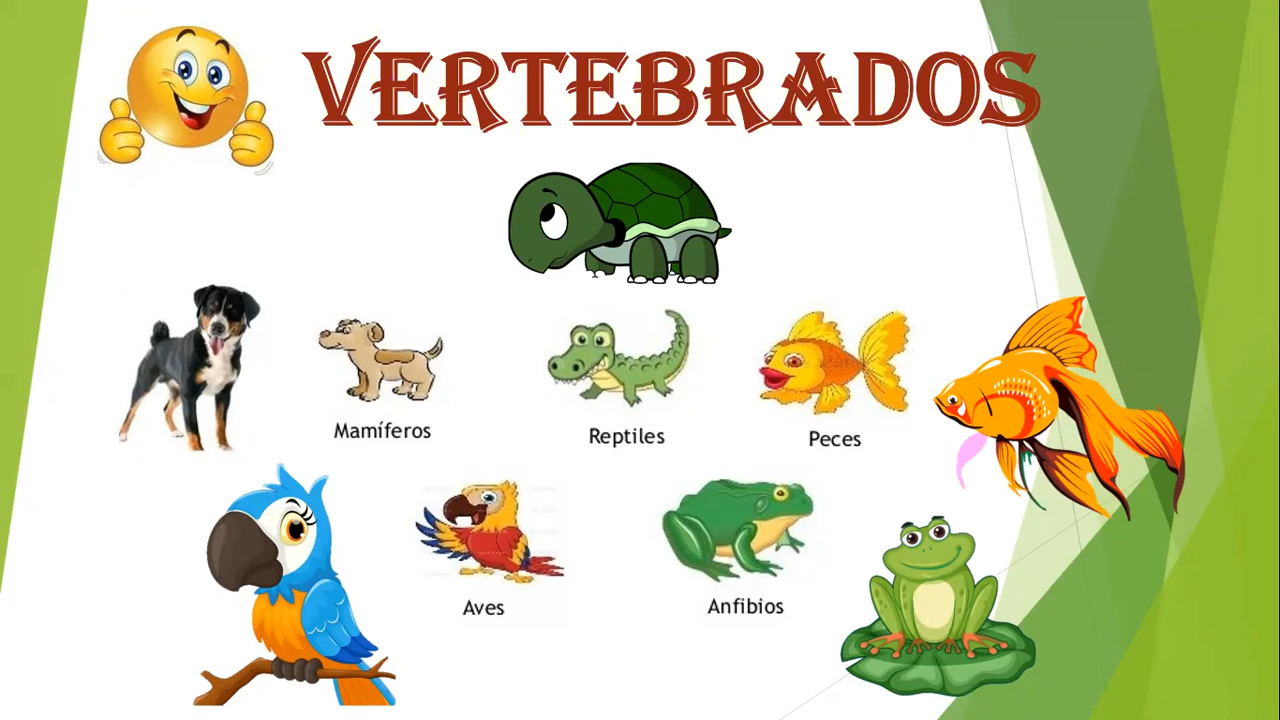 VERTEBRADOS
Mamíferos
Reptiles
Peces
Aves
Anfibios